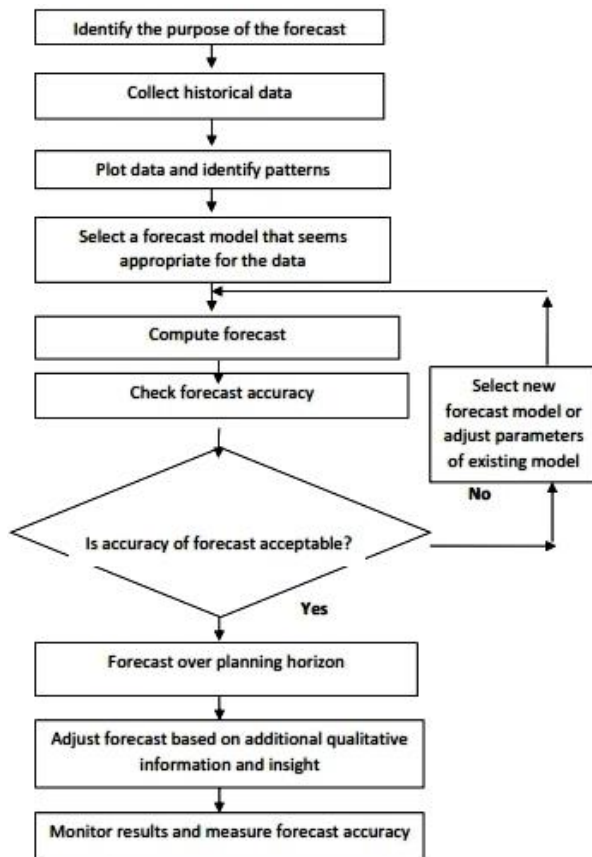 Identify the purpose of the forecast
Collect historical data
Plot data and identify patterns
Select a forecast model that seems
appropriate for the data
Compute forecast
Check forecast accuracy
Select new
forecast model or
adjust parameters
of existing model
No
Is accuracy of forecast acceptable?
Yes
Forecast over planning horizon
Adjust forecast based on additional qualitative
information and insight
Monitor results and measure forecast accuracy